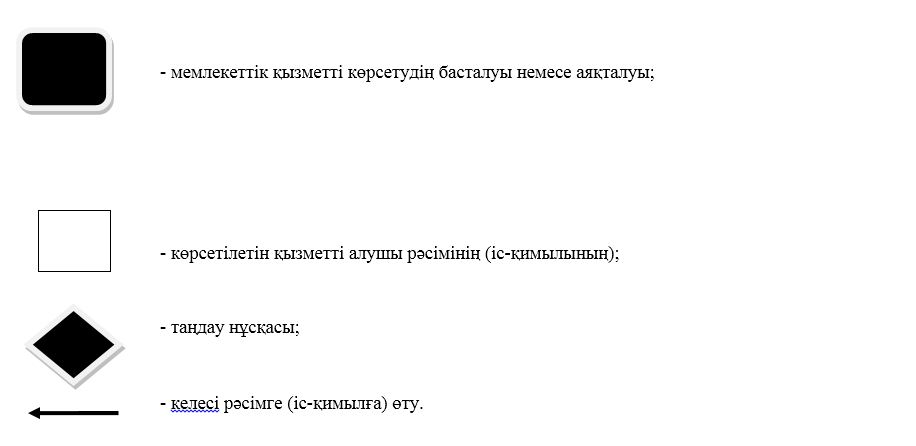 - мемлекеттік қызметті көрсетудің басталуы немесе аяқталуы;
- көрсетілетін қызметті алушы рәсімінің (іс-қимылының);
- таңдау нұсқасы;
- келесі рәсімге (іс-қимылға) өту.